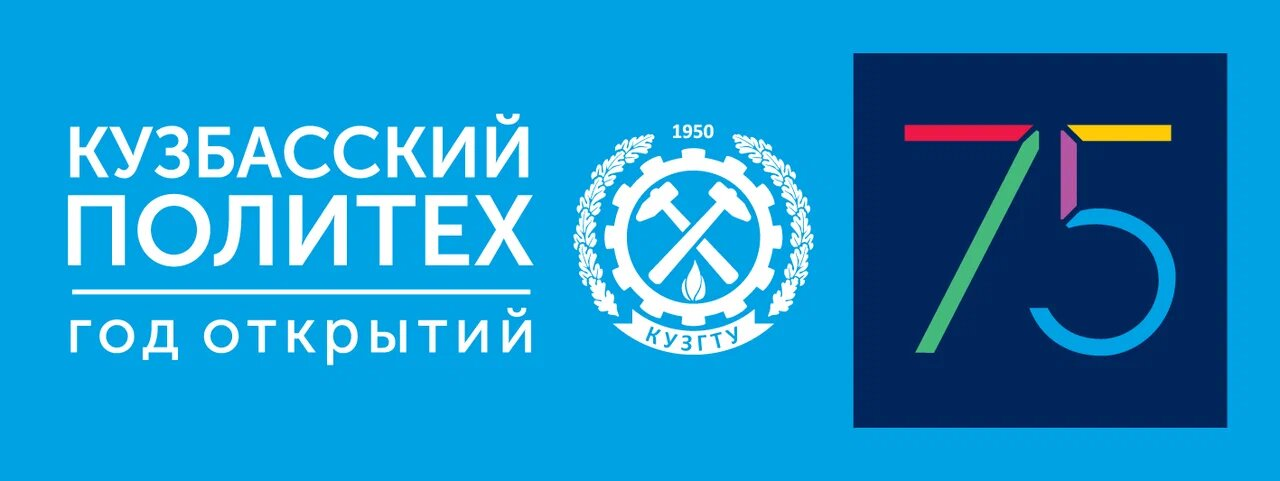 КУЗБАССКИЙ
ПОЛИТЕХ
ГОД ОТКРЫТИЙ
1950
КУЗГТУ
75